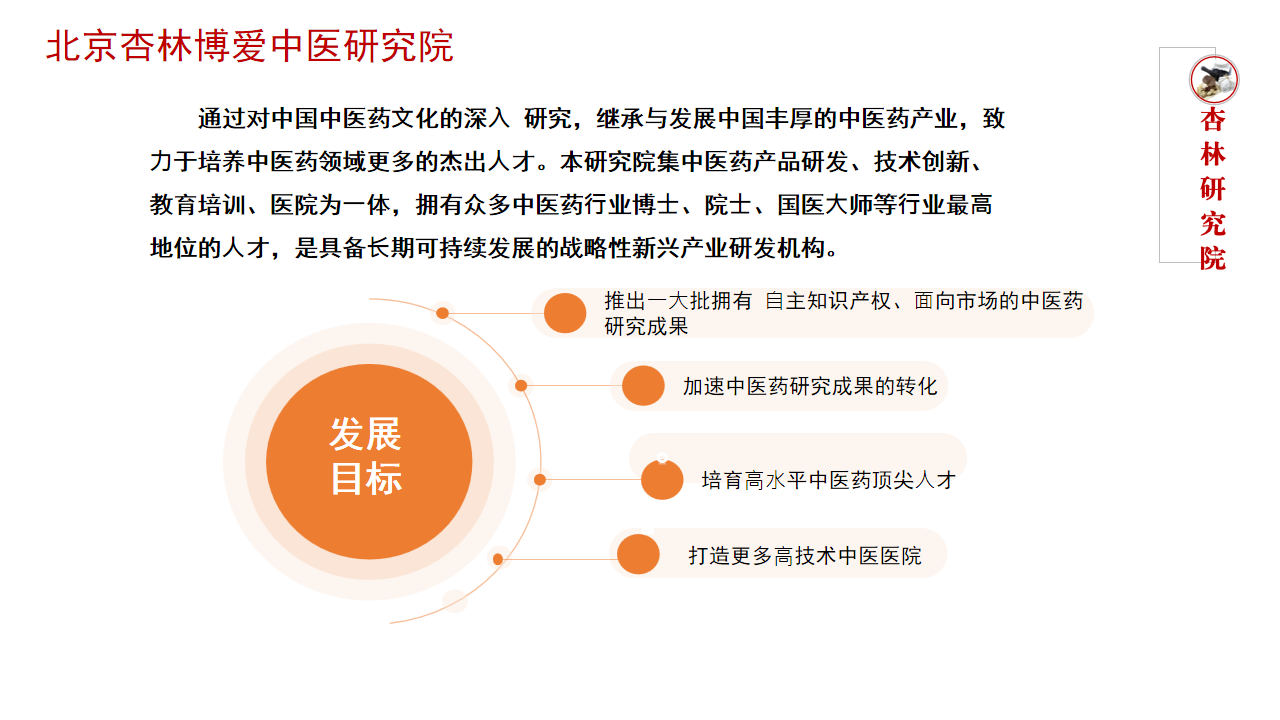 北京杏林博爱中医研究院
通过对中国中医药文化的深入 研究，继承与发展中国丰厚的中医药产业，致
力于培养中医药领域更多的杰出人才。本研究院集中医药产品研发、技术创新、
教育培训、医院为一体，拥有众多中医药行业博士、院士、国医大师等行业最高
地位的人才，是具备长期可持续发展的战略性新兴产业研发机构。
杏林研究院
发展
目标
推出一大批拥有 自主知识产权、面向市场的中医药
研究成果
加速中医药研究成果的转化
培育高水平中医药顶尖人才
打造更多高技术中医医院